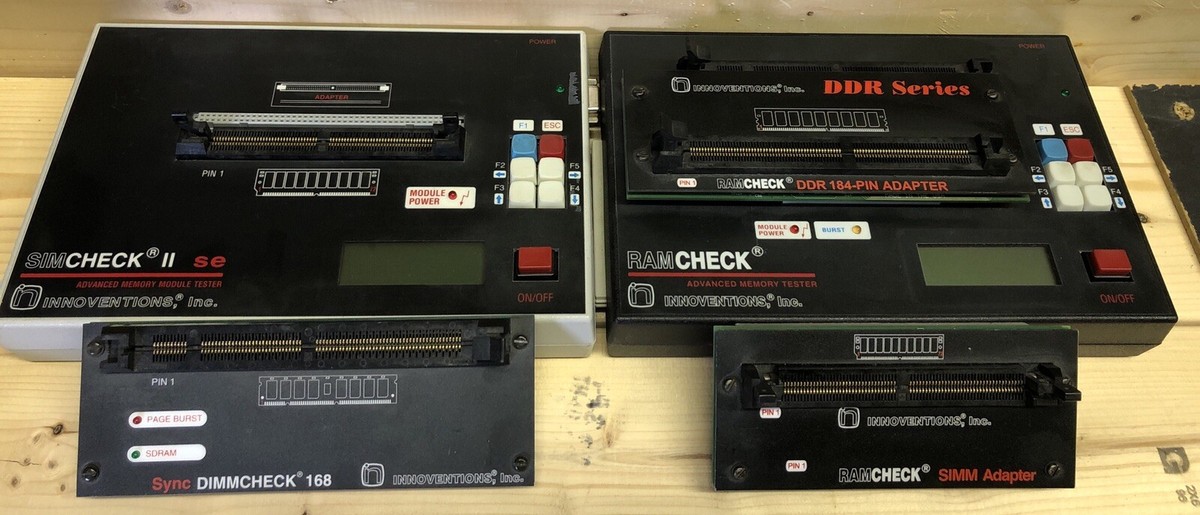 POWER
ADAPTER
PIN 1
F1 ESC
F2 F5
F3 F4
MODULE
POWER
SIMCHECK® II se
ADVANCED MEMORY MODULE TESTER
INNOVENTIONS,® Inc.
ON/OFF
POWER
INNOVENTIONS, Inc. DDR Series
PIN 1 RAMCHECK® DDR 184-PIN ADAPTER
F1 ESC
F2 F5
F3 F4
MODULE
POWER
BURST
RAMCHECK®
ADVANCED MEMORY TESTER
INNOVENTIONS,® Inc.
ON/OFF
PIN 1
PAGE BURST
SDRAM
Sync DIMMCHECK® 168
INNOVENTIONS,® Inc.
PIN 1
INNOVENTIONS,® Inc.
PIN 1
RAMCHECK® SIMM Adapter